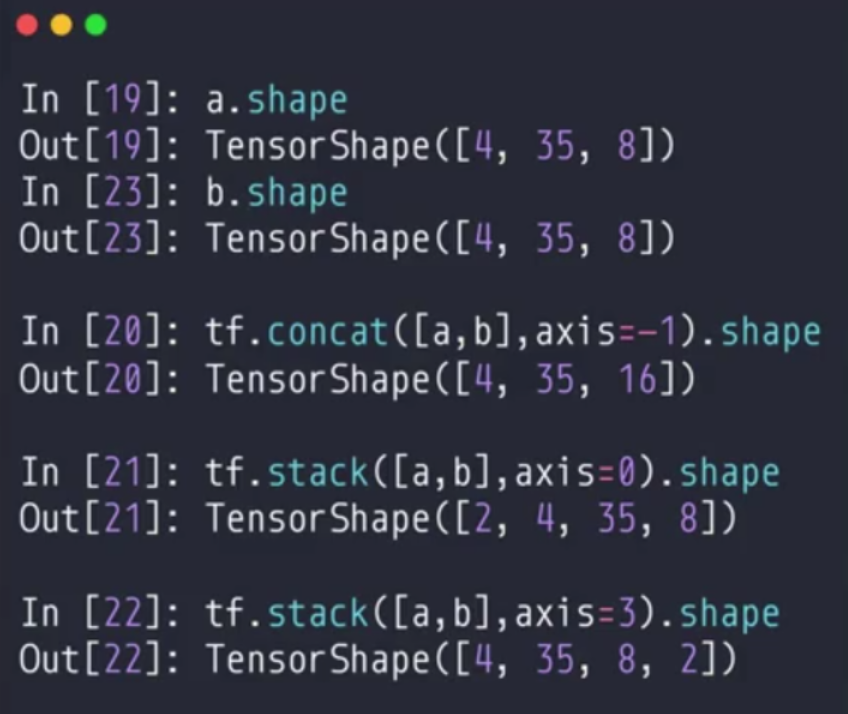 In [19]: a.shape
Out[19]: TensorShape([4, 35, 8])
In [23]: b.shape
Out[23]: TensorShape([4, 35, 8])
In [20]: tf.concat([a,b],axis=-1).shape
Out[20]: TensorShape([4, 35, 16])
In [21]: tf.stack([a,b],axis=0).shape
Out[21]: TensorShape([2, 4, 35, 8])
In [22]: tf.stack([a,b],axis=3).shape
Out[22]: TensorShape([4, 35, 8, 2])